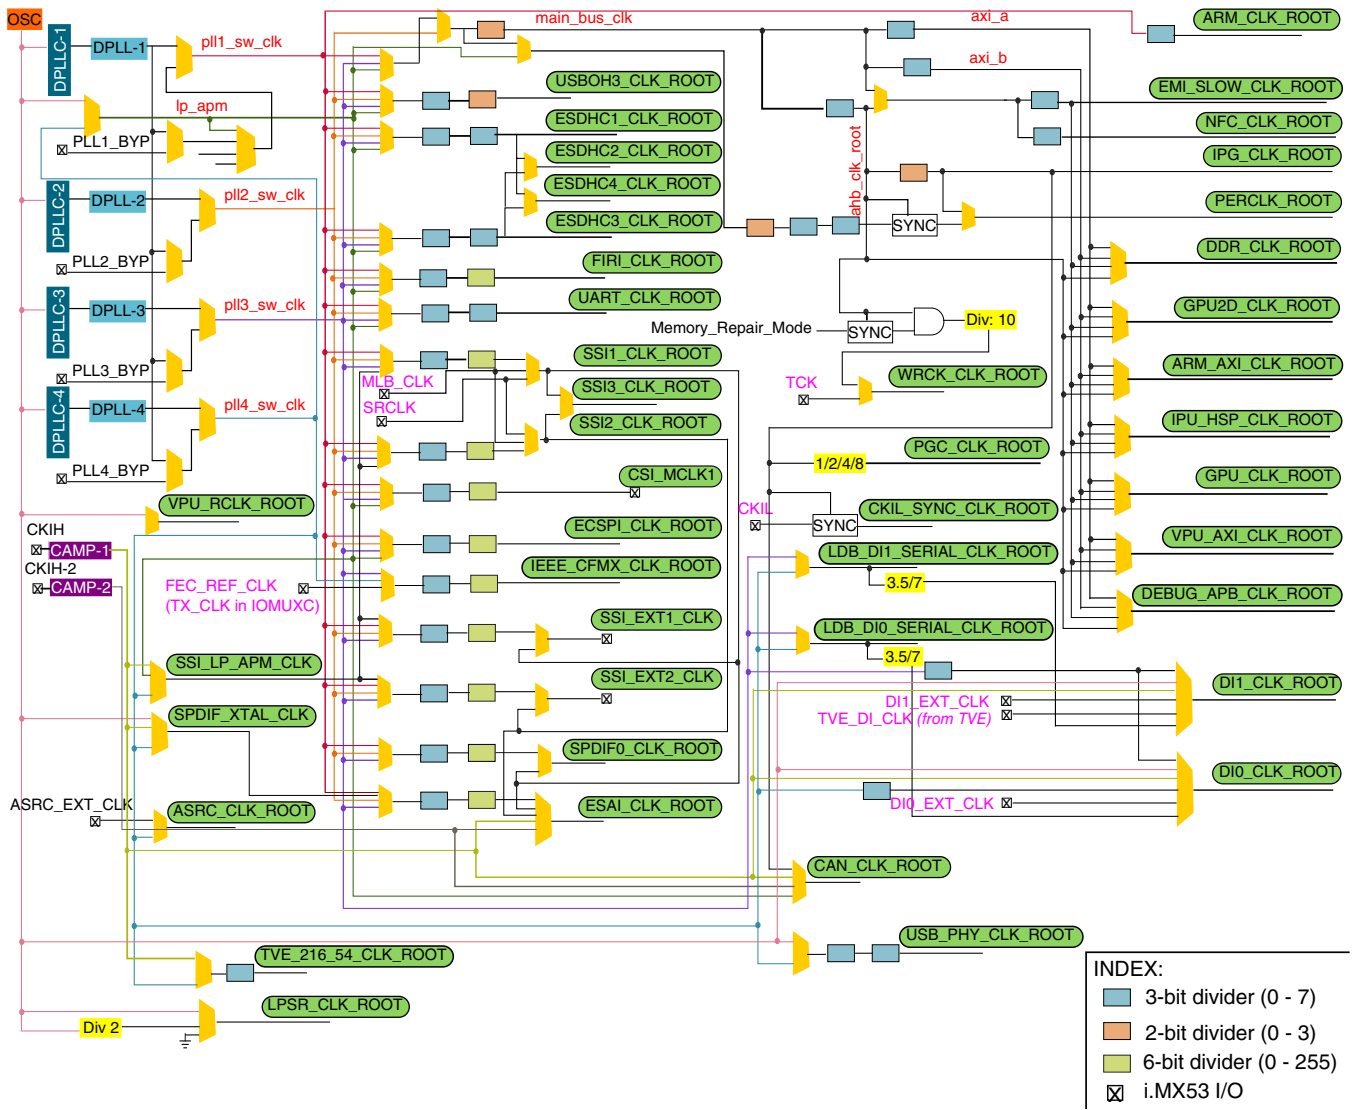 OSC
DPLLC-1
DPLL-1
pll1_sw_clk
main_bus_clk
axi_a
ARM_CLK_ROOT
axi_b
USBOH3_CLK_ROOT
EMI_SLOW_CLK_ROOT
lp_apm
ESDHC1_CLK_ROOT
NFC_CLK_ROOT
PLL1_BYP
ESDHC2_CLK_ROOT
IPG_CLK_ROOT
ahb_clk_root
DPLLC-2
DPLL-2
pll2_sw_clk
ESDHC4_CLK_ROOT
PERCLK_ROOT
ESDHC3_CLK_ROOT
SYNC
DDR_CLK_ROOT
PLL2_BYP
FIRI_CLK_ROOT
DPLLC-3
DPLL-3
pll3_sw_clk
UART_CLK_ROOT
GPU2D_CLK_ROOT
Memory_Repair_Mode
SYNC
Div: 10
SSI1_CLK_ROOT
PLL3_BYP
MLB_CLK
SSI3_CLK_ROOT
TCK
WRCK_CLK_ROOT
ARM_AXI_CLK_ROOT
DPLLC-4
DPLL-4
pll4_sw_clk
SRCLK
SSI2_CLK_ROOT
IPU_HSP_CLK_ROOT
PGC_CLK_ROOT
1/2/4/8
PLL4_BYP
CSI_MCLK1
GPU_CLK_ROOT
VPU_RCLK_ROOT
CKIL
SYNC
CKIL_SYNC_CLK_ROOT
CKIH
ECSPI_CLK_ROOT
VPU_AXI_CLK_ROOT
CAMP-1
LDB_DI1_SERIAL_CLK_ROOT
CKIH-2
IEEE_CFMX_CLK_ROOT
CAMP-2
FEC_REF_CLK
(TX_CLK in IOMUXC)
3.5/7
DEBUG_APB_CLK_ROOT
SSI_EXT1_CLK
LDB_DI0_SERIAL_CLK_ROOT
3.5/7
SSI_LP_APM_CLK
SSI_EXT2_CLK
DI1_CLK_ROOT
DI1_EXT_CLK
SPDIF_XTAL_CLK
TVE_DI_CLK (from TVE)
SPDIF0_CLK_ROOT
DI0_CLK_ROOT
ASRC_EXT_CLK
ASRC_CLK_ROOT
ESAI_CLK_ROOT
DI0_EXT_CLK
CAN_CLK_ROOT
USB_PHY_CLK_ROOT
TVE_216_54_CLK_ROOT
LPSR_CLK_ROOT
Div 2
INDEX:
3-bit divider (0 - 7)
2-bit divider (0 - 3)
6-bit divider (0 - 255)
i.MX53 I/O